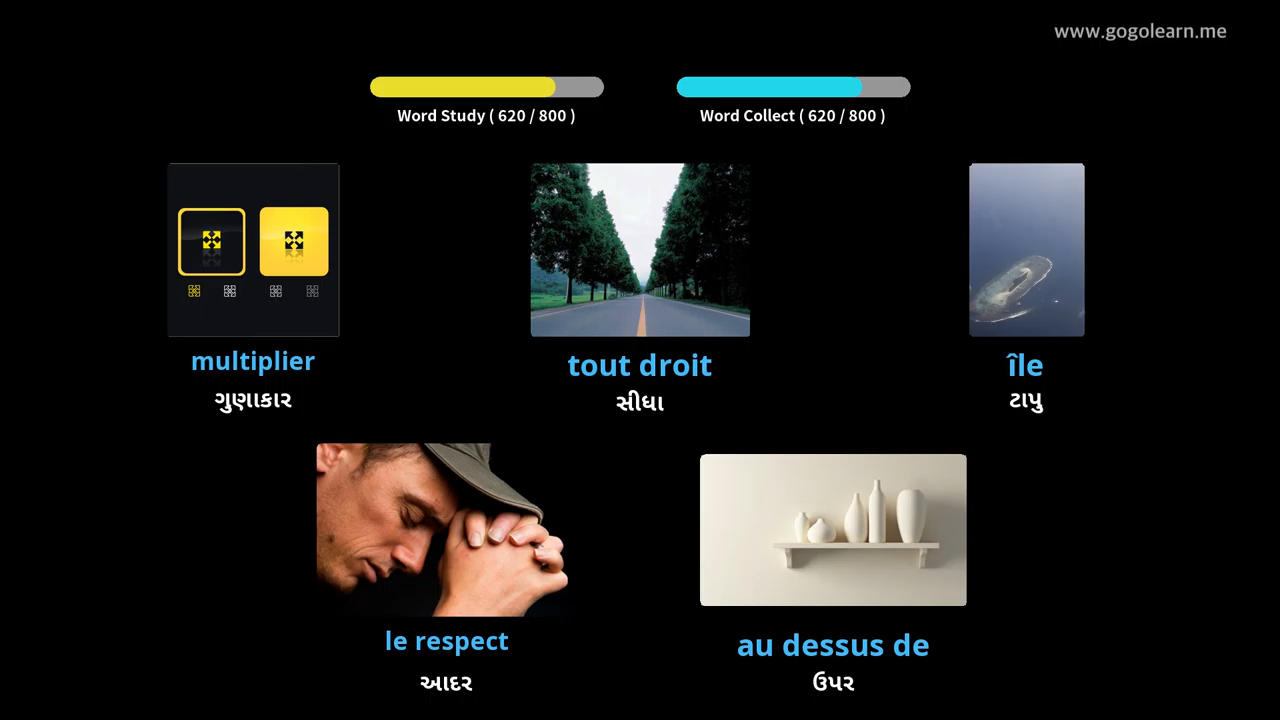 www.gogolearn.me
Word Study ( 620 / 800 )
Word Collect ( 620 / 800 )
multiplier
ગુણાકાર
tout droit
સીધા
île
ટાપુ
le respect
આદર
au dessus de
ઉપર